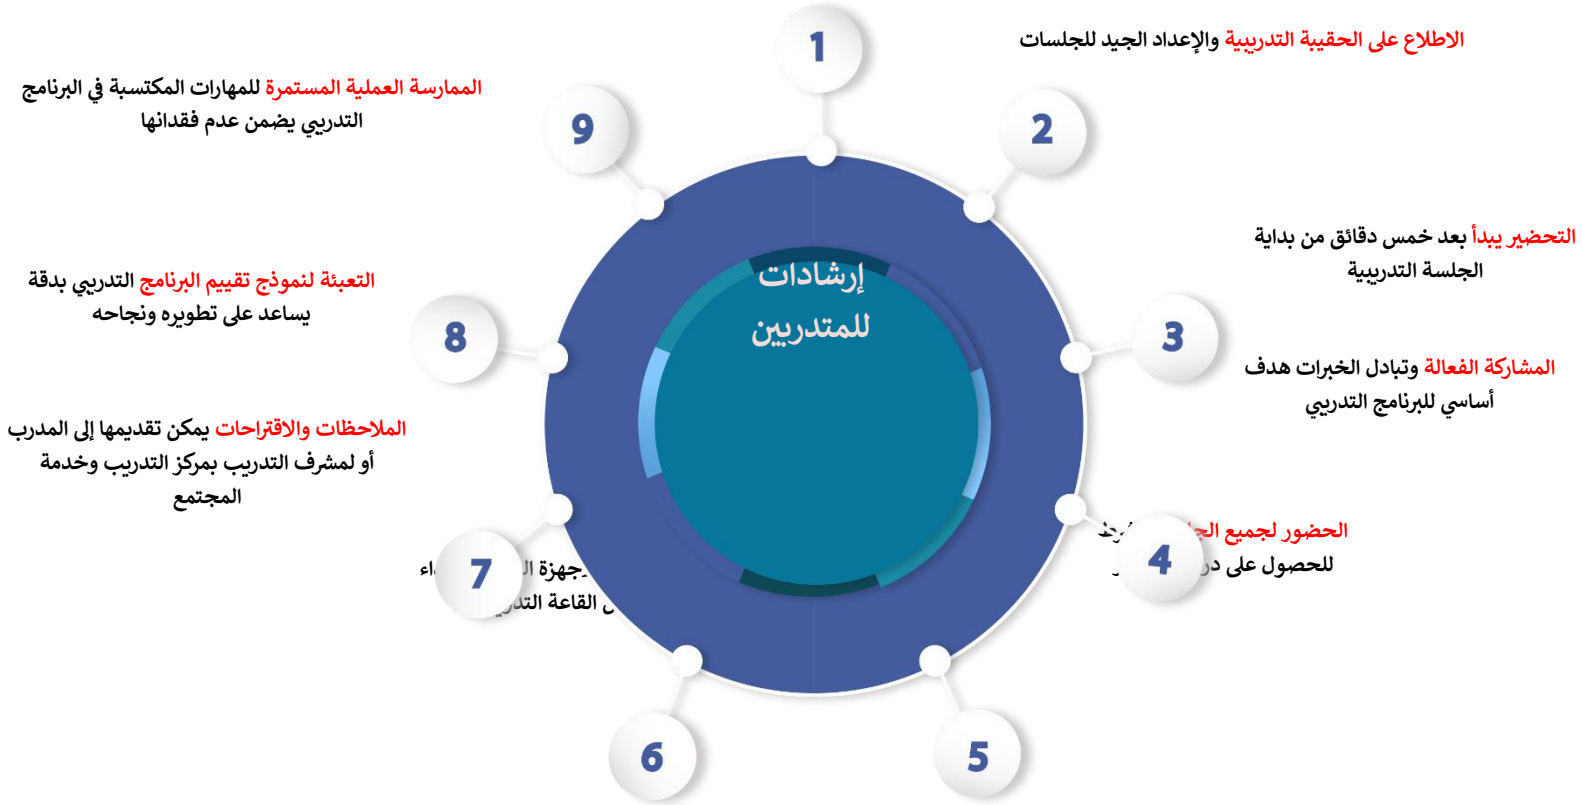 إرشادات
للمتدربين
1
الاطلاع على الحقيبة التدريبية والإعداد الجيد للجلسات
2
التحضير يبدأ بعد خمس دقائق من بداية
الجلسة التدريبية
3
المشاركة الفعالة وتبادل الخبرات هدف
أساسي للبرنامج التدريبي
4
الحضور لجميع
للحصول على
5
6
7
القاعة
الملاحظات والاقتراحات يمكن تقديمها إلى المدرب
أو لمشرف التدريب بمركز التدريب وخدمة
المجتمع
8
التعبئة لنموذج تقييم البرنامج التدريبي بدقة
يساعد على تطويره ونجاحه
9
الممارسة العملية المستمرة للمهارات المكتسبة في البرنامج
التدريبي يضمن عدم فقدانها